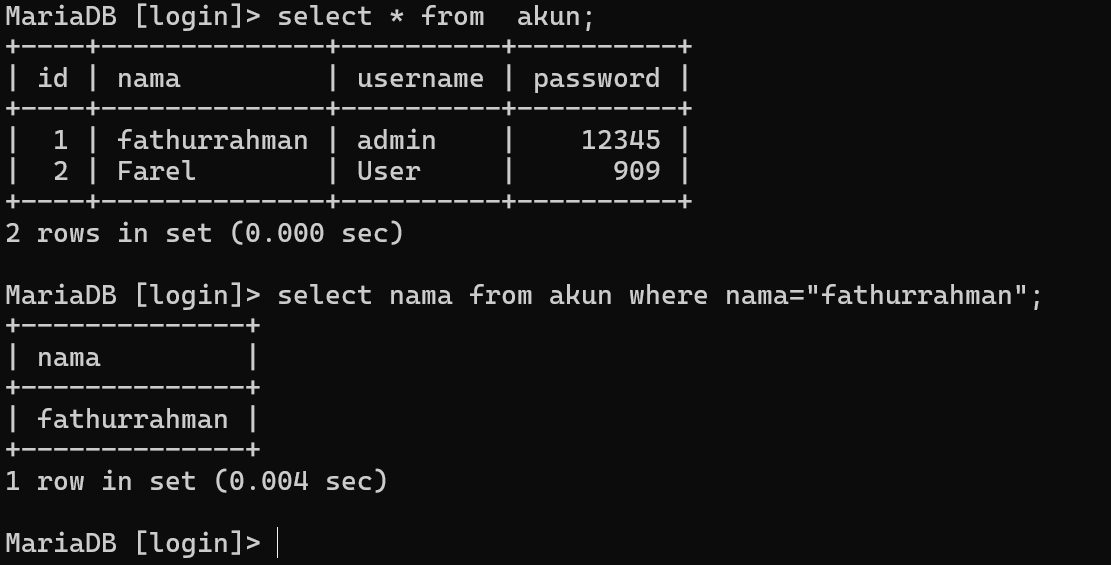 MariaDB [login]> select * from  akun;
+----+--------------+----------+----------+
| id | nama         | username | password |
+----+--------------+----------+----------+
|  1 | fathurrahman | admin    |    12345 |
|  2 | Farel        | User     |      909 |
+----+--------------+----------+----------+
2 rows in set (0.000 sec)
MariaDB [login]> select nama from akun where nama="fathurrahman";
+--------------+
| nama         |
+--------------+
| fathurrahman |
+--------------+
1 row in set (0.004 sec)
MariaDB [login]>